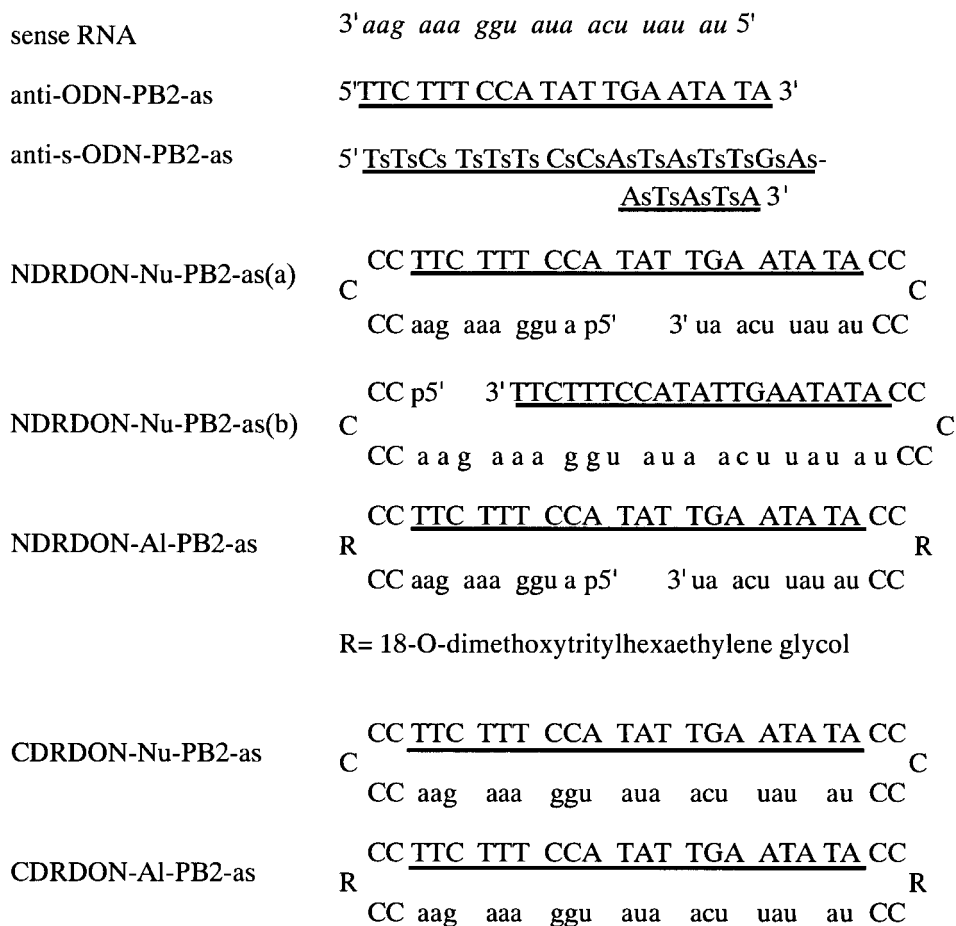 sense RNA 3' aag aaa ggu aua acu uau au 5'
anti-ODN-PB2-as 5'TTC TTT CCA TAT TGA ATA TA 3'
anti-s-ODN-PB2-as 5'TsTsCs TsTsTs CsCsAsTsAsTsTsGsAs-
AsTsAsTsA 3'
CC TTC TTT CCA TAT TGA ATA TA CC
NDRDON-Nu-PB2-as(a) C C
CC aag aaa ggu a p5' 3' ua acu uau au CC
CC p5' 3'TTCTTTCCATATTGAATATA CC
NDRDON-Nu-PB2-as(b) C C
CC a a g a a a g g u a u a a c u u a u a u CC
CC TTC TTT CCA TAT TGA ATA TA CC
NDRDON-Al-PB2-as R R
CC aag aaa ggu a p5' 3' ua acu uau au CC
R= 18-O-dimethoxytritylhexaethylene glycol
CC TTC TTT CCA TAT TGA ATA TA CC
CDRDON-Nu-PB2-as C C
CC aag aaa ggu aua acu uau au CC
CC TTC TTT CCA TAT TGA ATA TA CC
CDRDON-Al-PB2-as R R
CC aag aaa ggu aua acu uau au CC